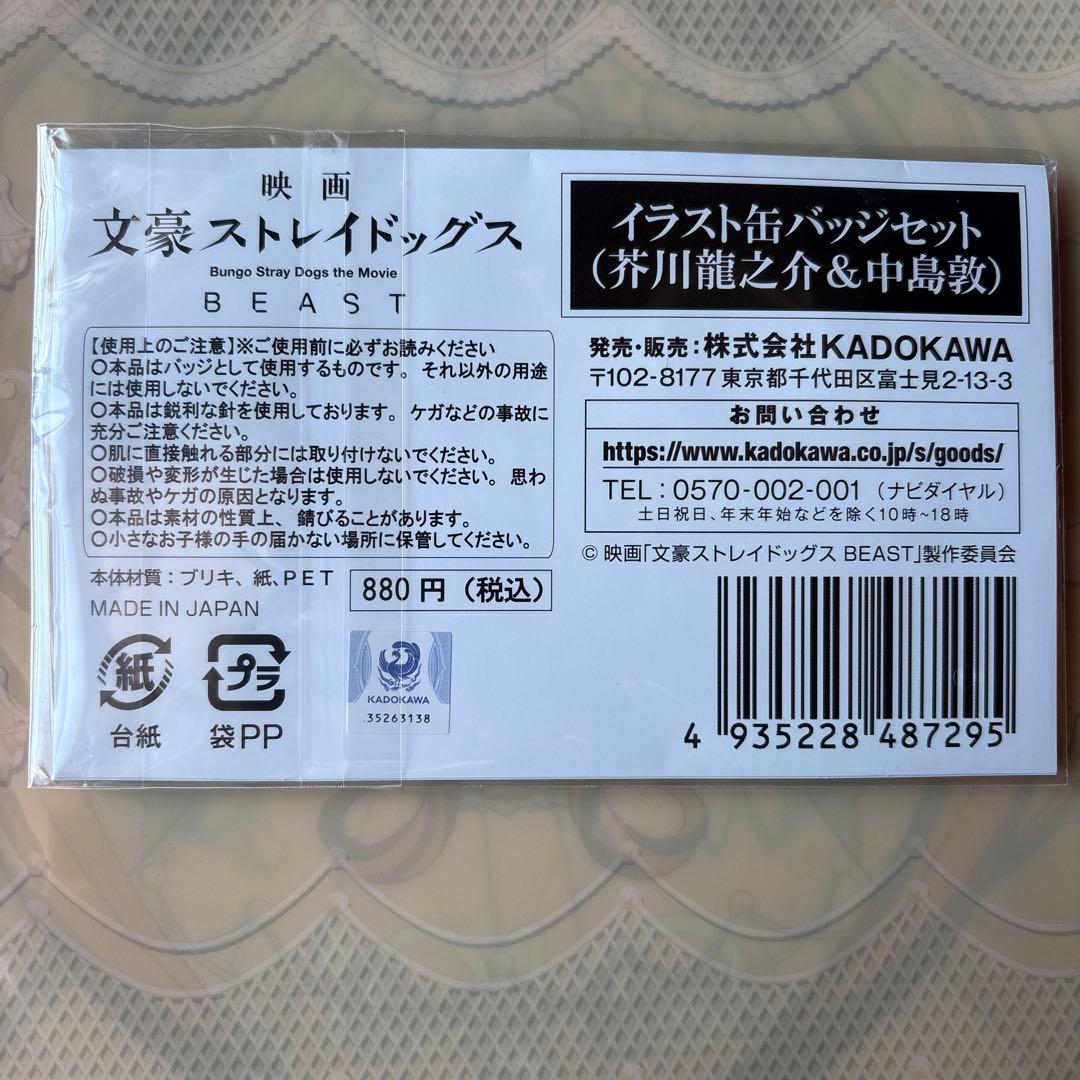 映画
文豪ストレイドッグス
Bungo Stray Dogs the Movie
BEAST
【使用上のご注意】※ご使用前に必ずお読みください
○本品はバッジとして使用するものです。それ以外の用途
には使用しないでください。
○本品は鋭利な針を使用しております。ケガなどの事故に
充分ご注意ください。
○肌に直接触れる部分には取り付けないでください。
○破損や変形が生じた場合は使用しないでください。思わ
ぬ事故やケガの原因となります。
○本品は素材の性質上、錆びることがあります。
○小さなお子様の手の届かない場所に保管してください。
本体材質：ブリキ、紙、PET
MADE IN JAPAN
880円（税込）
紙
台紙
プラ
袋PP
KADOKAWA
35263138
イラスト缶バッジセット
（芥川龍之介＆中島敦）
発売・販売：株式会社KADOKAWA
〒102-8177 東京都千代田区富士見2-13-3
お問い合わせ
https://www.kadokawa.co.jp/s/goods/
TEL：0570-002-001（ナビダイヤル）
土日祝日、年末年始などを除く10時~18時
© 映画「文豪ストレイドッグス BEAST」製作委員会
4 935228 487295